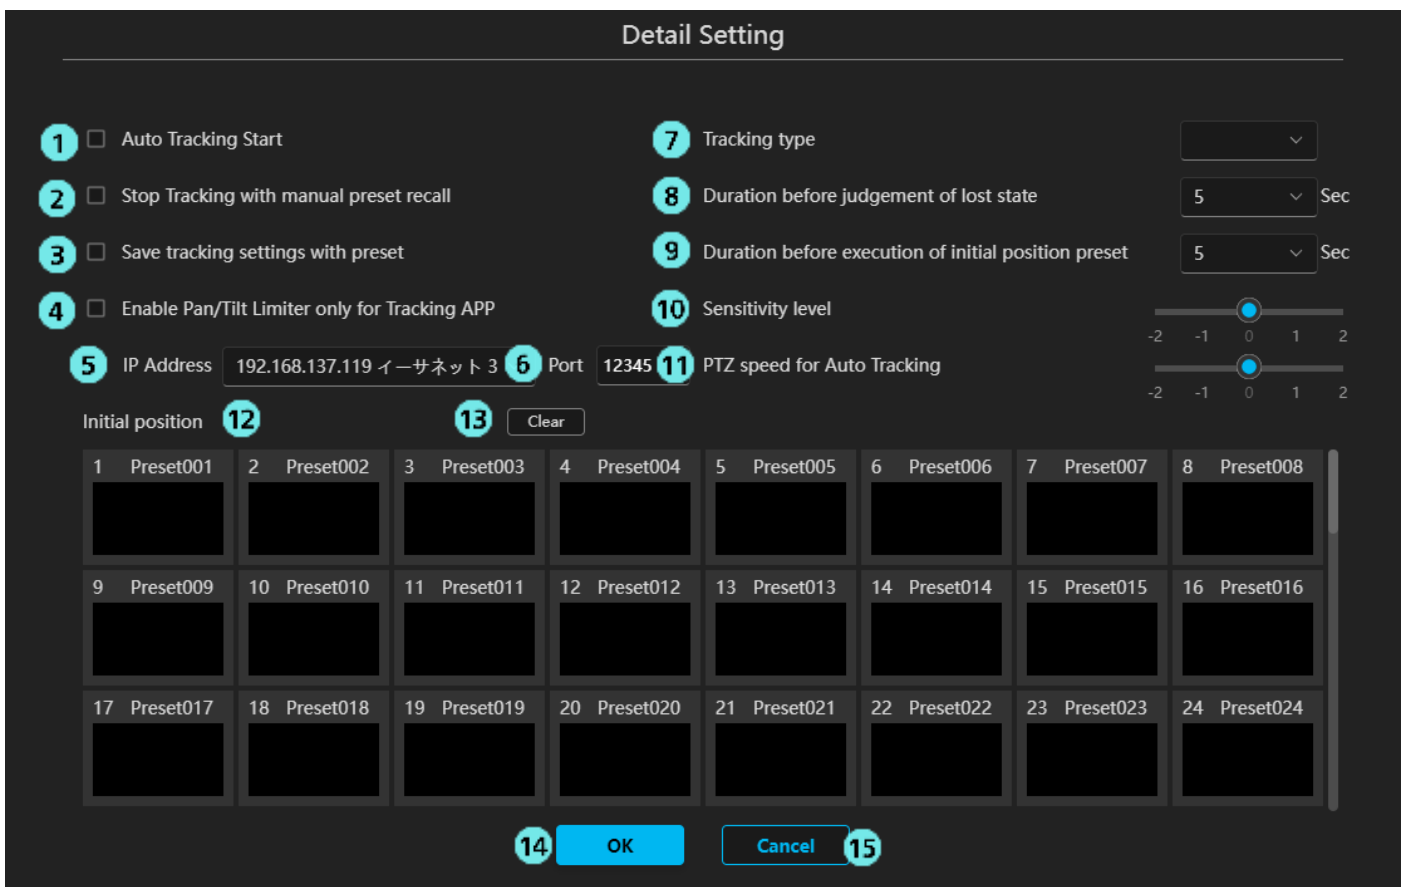 Detail Setting
1 Auto Tracking Start
7 Tracking type
2 Stop Tracking with manual preset recall
8 Duration before judgement of lost state 5 Sec
3 Save tracking settings with preset
9 Duration before execution of initial position preset 5 Sec
4 Enable Pan/Tilt Limiter only for Tracking APP
10 Sensitivity level
-2 -1 0 1 2
5 IP Address 192.168.137.119 イーサネット 3 6 Port 12345
11 PTZ speed for Auto Tracking
-2 -1 0 1 2
Initial position 12 13 Clear
1 Preset001 2 Preset002 3 Preset003 4 Preset004 5 Preset005 6 Preset006 7 Preset007 8 Preset008
9 Preset009 10 Preset010 11 Preset011 12 Preset012 13 Preset013 14 Preset014 15 Preset015 16 Preset016
17 Preset017 18 Preset018 19 Preset019 20 Preset020 21 Preset021 22 Preset022 23 Preset023 24 Preset024
14 OK Cancel 15